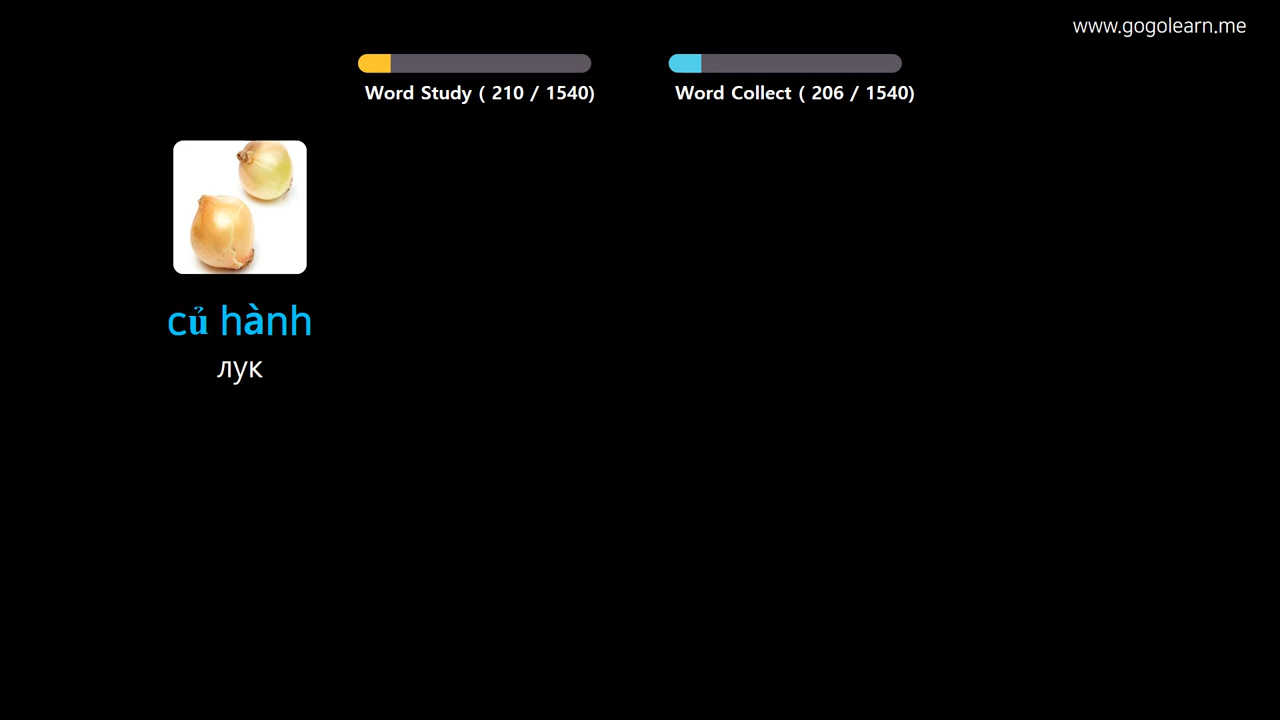 www.gogolearn.me
Word Study ( 210 / 1540)
Word Collect ( 206 / 1540)
củ hành
лук